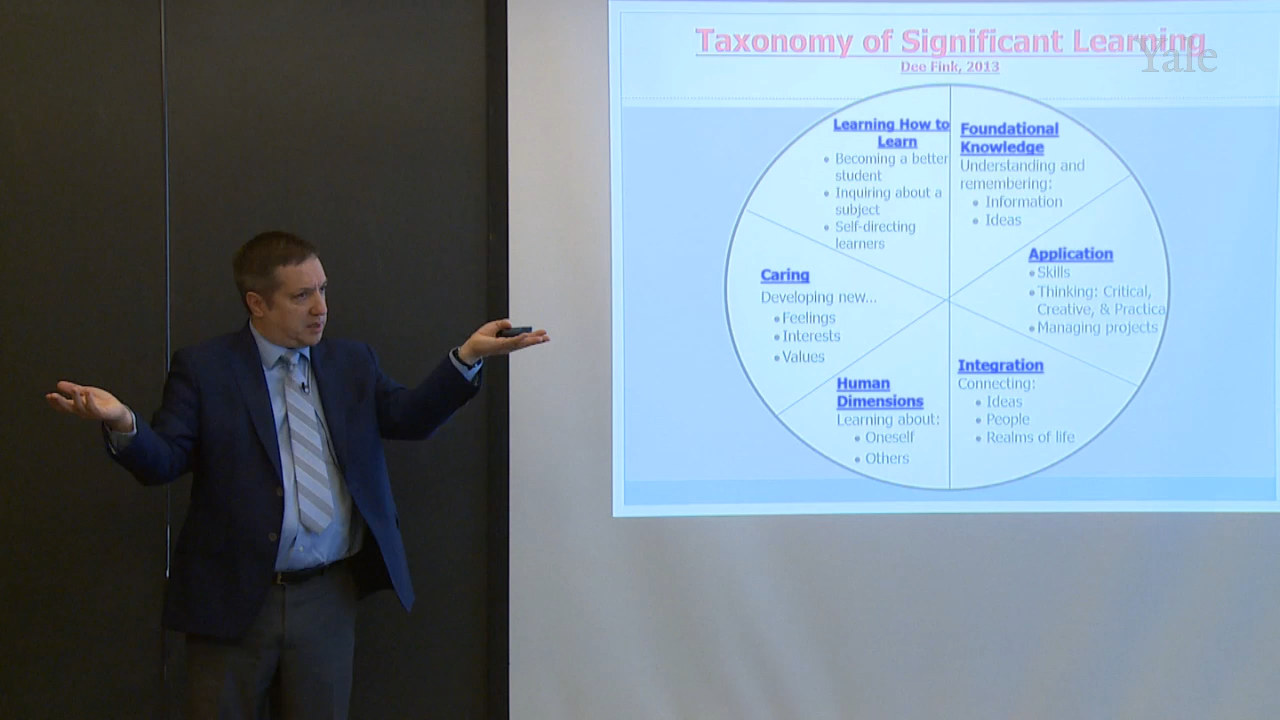 Taxonomy of Significant Learning
Yale
Dee Fink, 2013
Learning How to
Learn
• Becoming a better
student
• Inquiring about a
subject
• Self-directing
learners
Foundational
Knowledge
Understanding and
remembering:
• Information
• Ideas
Application
• Skills
• Thinking: Critical,
Creative, & Practica
• Managing projects
Integration
Connecting:
• Ideas
• People
• Realms of life
Human
Dimensions
Learning about:
• Oneself
• Others
Caring
Developing new...
• Feelings
• Interests
• Values